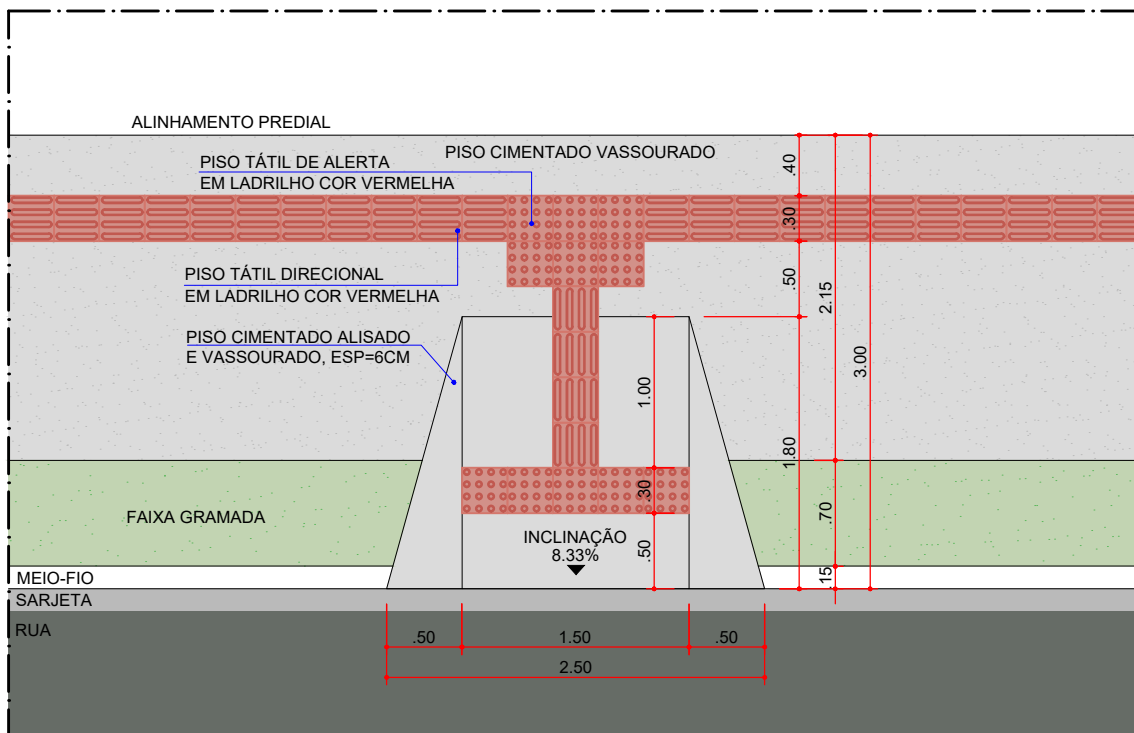 ALINHAMENTO PREDIAL
PISO CIMENTADO VASSOURADO
PISO TÁTIL DE ALERTA
EM LADRILHO COR VERMELHA
.40
.30
PISO TÁTIL DIRECIONAL
EM LADRILHO COR VERMELHA
.50
2.15
3.00
PISO CIMENTADO ALISADO
E VASSOURADO, ESP=6CM
1.00
1.80
.30
FAIXA GRAMADA
.70
INCLINAÇÃO
8.33%
.50
MEIO-FIO
.15
SARJETA
RUA
.50
1.50
.50
2.50